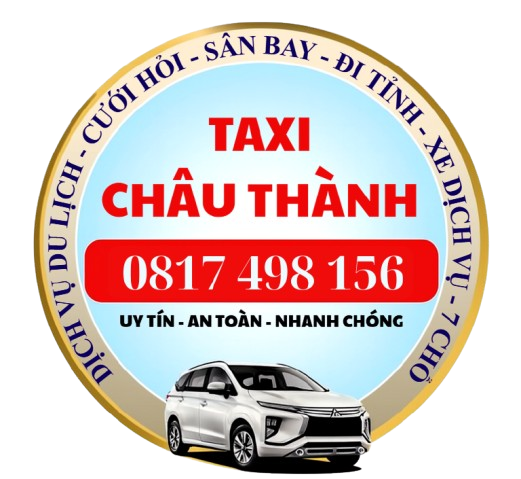 DỊCH VỤ DU LỊCH - CƯỚI HỎI - SÂN BAY - ĐI TỈNH - XE DỊCH VỤ - 7 CHỖ
TAXI
CHÂU THÀNH
0817 498 156
UY TÍN - AN TOÀN - NHANH CHÓNG